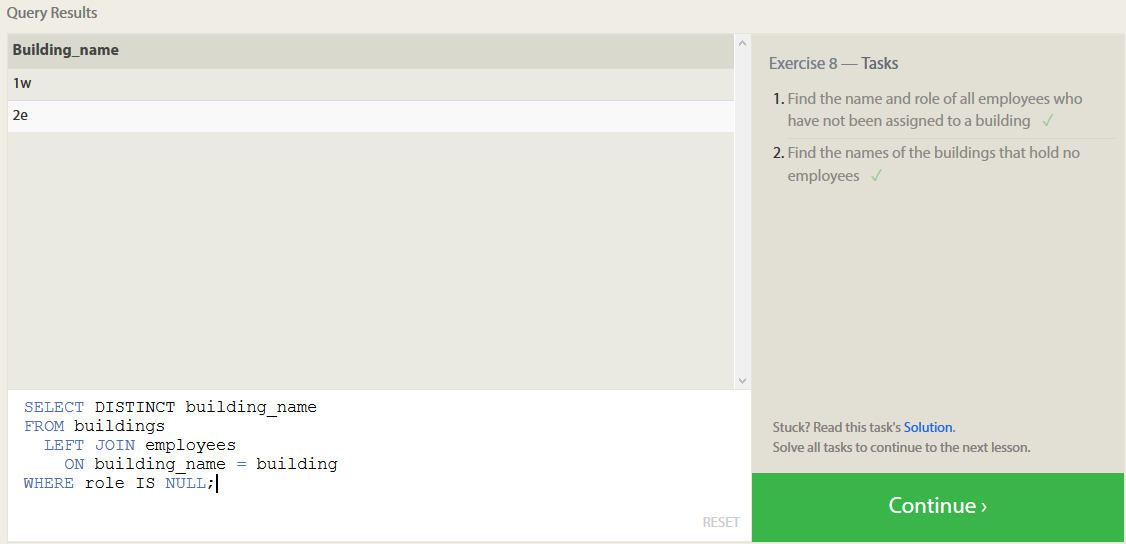 Query Results
Building_name
1w
2e
SELECT DISTINCT building_name
FROM buildings
  LEFT JOIN employees
    ON building_name = building
WHERE role IS NULL;
RESET
Exercise 8 — Tasks
1. Find the name and role of all employees who
have not been assigned to a building ✓
2. Find the names of the buildings that hold no
employees ✓
Stuck? Read this task's Solution.
Solve all tasks to continue to the next lesson.
Continue ›